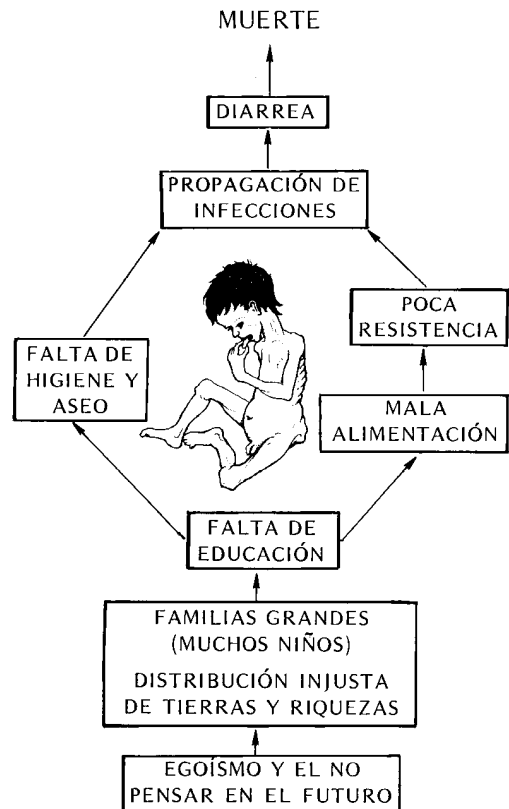 MUERTE
DIARREA
PROPAGACIÓN DE
INFECCIONES
POCA
RESISTENCIA
FALTA DE
HIGIENE Y
ASEO
MALA
ALIMENTACIÓN
FALTA DE
EDUCACIÓN
FAMILIAS GRANDES
(MUCHOS NIÑOS)
DISTRIBUCIÓN INJUSTA
DE TIERRAS Y RIQUEZAS
EGOÍSMO Y EL NO
PENSAR EN EL FUTURO